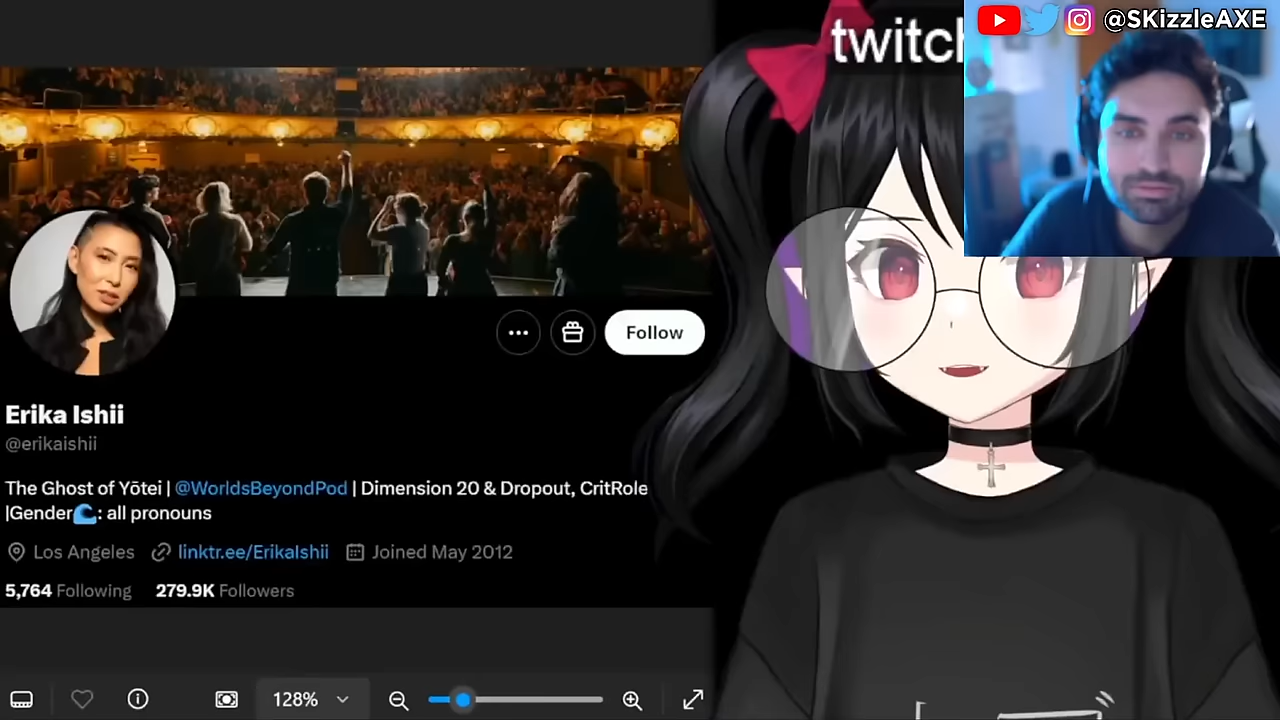 twitch
@SKizzleAXE
Follow
Erika Ishii
@erikaishii
The Ghost of Yōtei | @WorldsBeyondPod | Dimension 20 & Dropout, CritRole
|Gender🌊: all pronouns
Los Angeles linktr.ee/ErikaIshii Joined May 2012
5,764 Following 279.9K Followers
128%